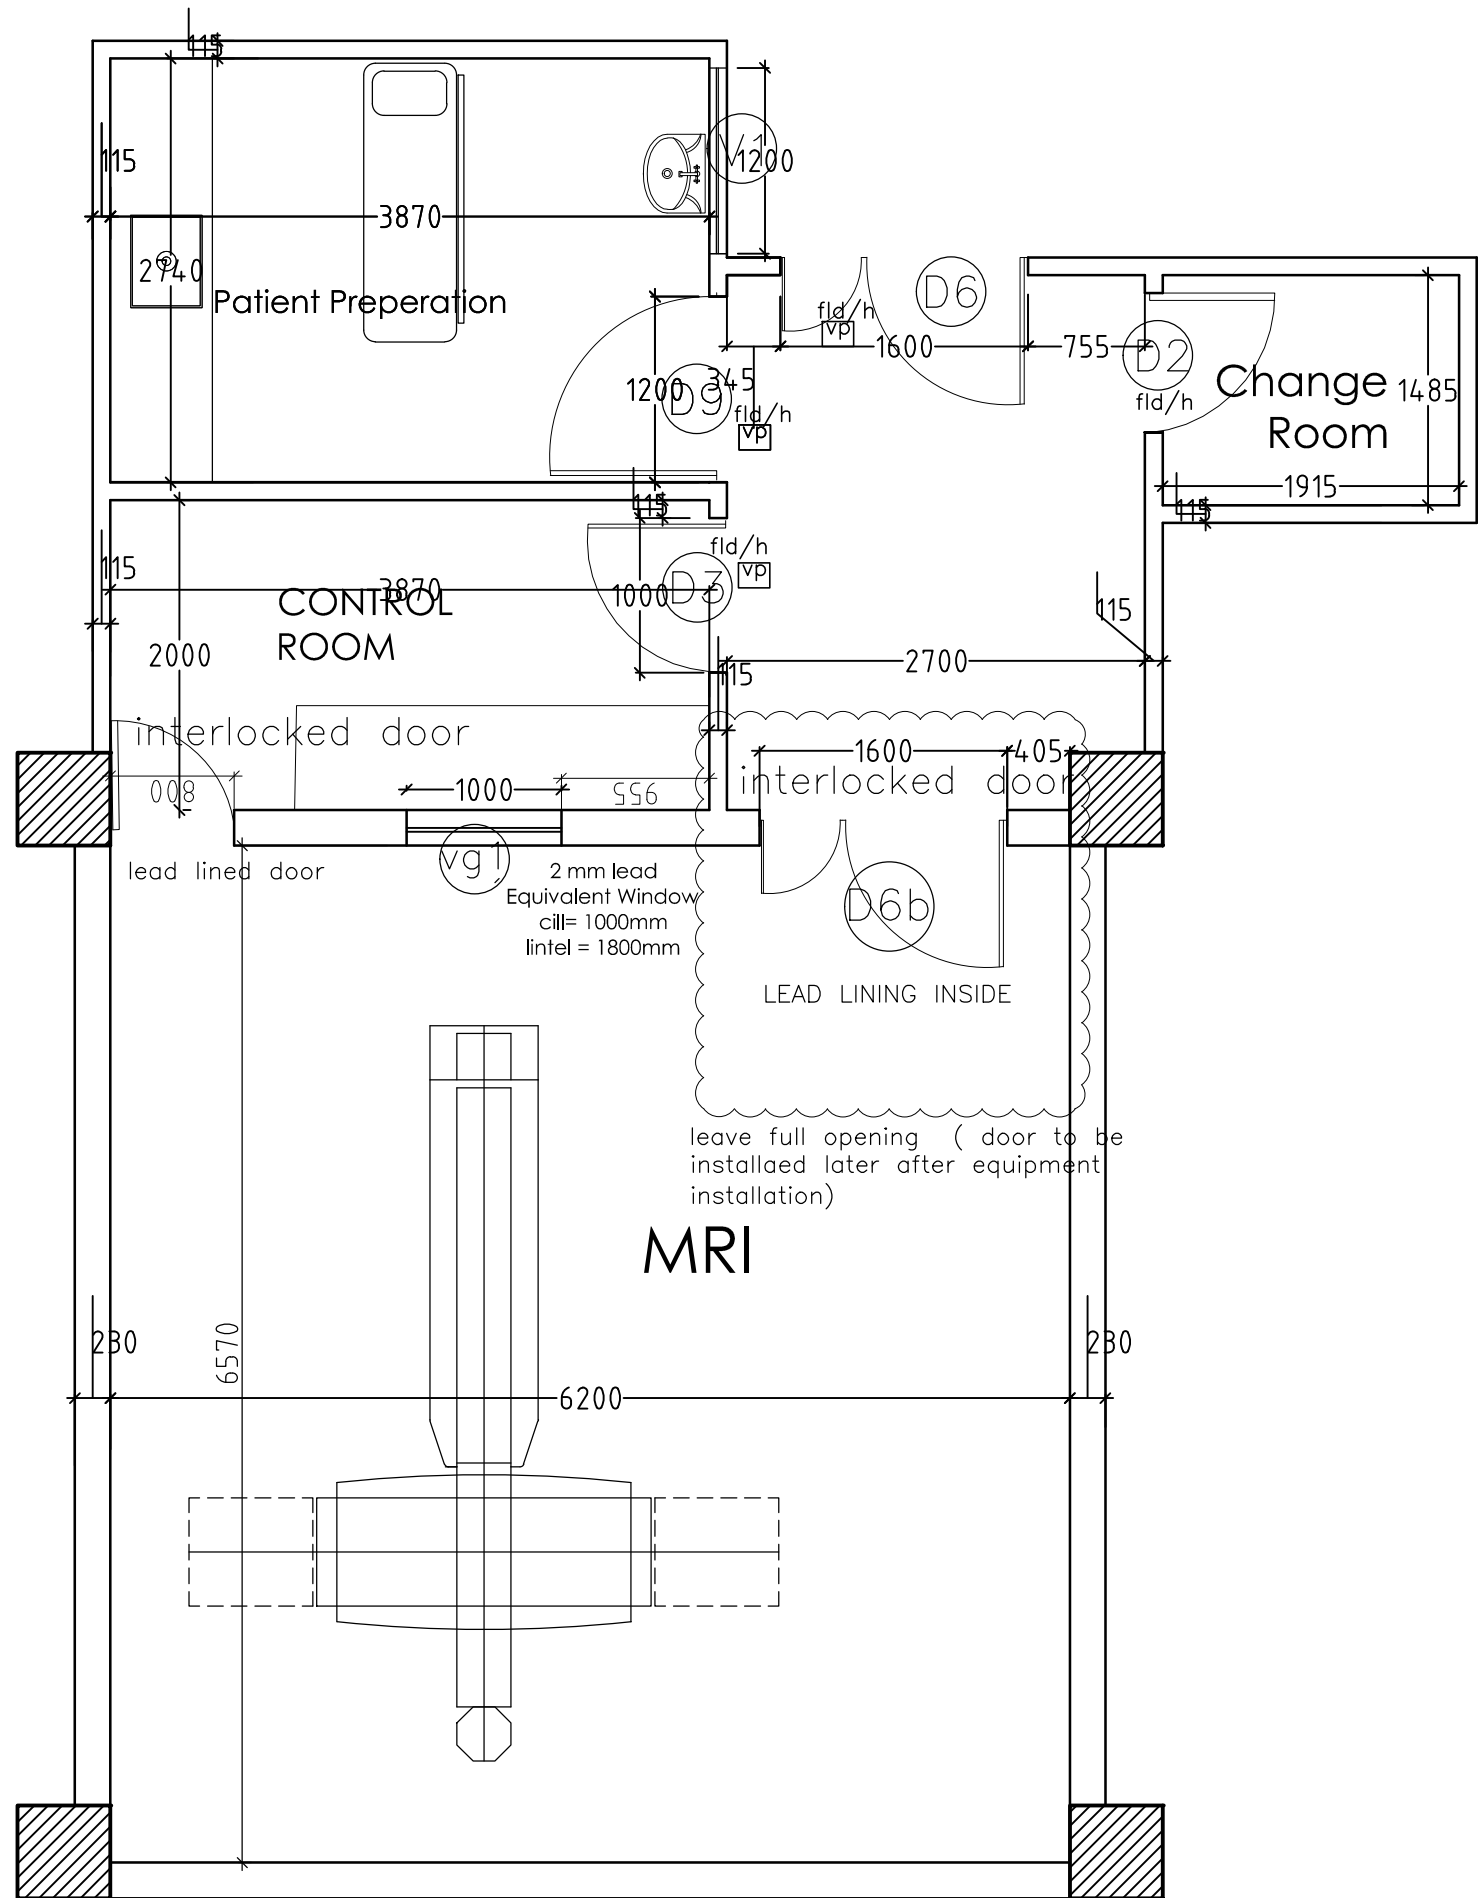 115
115
V1
1200
3870
2740
Patient Preperation
D6
fld/h
vp
1600
755
D2
fld/h
Change
Room
1485
1915
115
345
1200
D9
fld/h
vp
115
115
3870
CONTROL
ROOM
2000
fld/h
vp
D3
1000
115
115
2700
interlocked door
800
1000
955
1600
405
interlocked door
lead lined door
vg1
2 mm lead
Equivalent Window
cill= 1000mm
lintel = 1800mm
D6b
LEAD LINING INSIDE
leave full opening ( door to be
installaed later after equipment
installation)
MRI
230
6570
230
6200